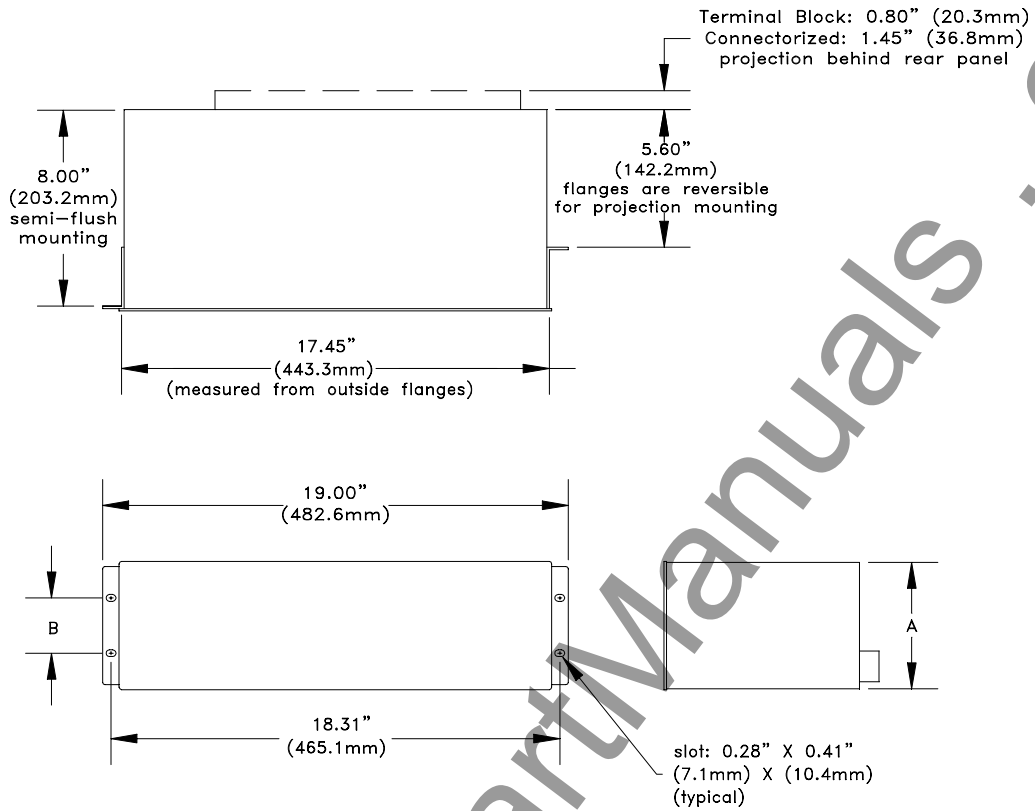 Terminal Block: 0.80” (20.3mm)
Connectorized: 1.45” (36.8mm)
projection behind rear panel
8.00”
(203.2mm)
semi–flush
mounting
5.60”
(142.2mm)
flanges are reversible
for projection mounting
17.45”
(443.3mm)
(measured from outside flanges)
19.00”
(482.6mm)
B
A
18.31”
(465.1mm)
slot: 0.28” X 0.41”
(7.1mm) X (10.4mm)
(typical)
artManuals